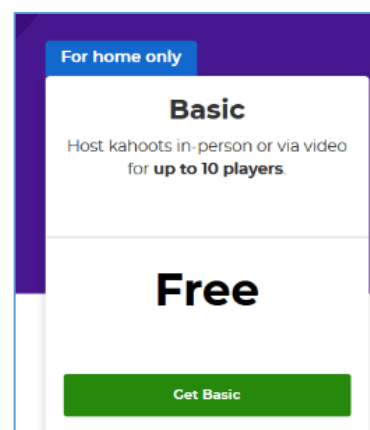 For home only
Basic
Host kahoots in-person or via video
for up to 10 players.
Free
Get Basic